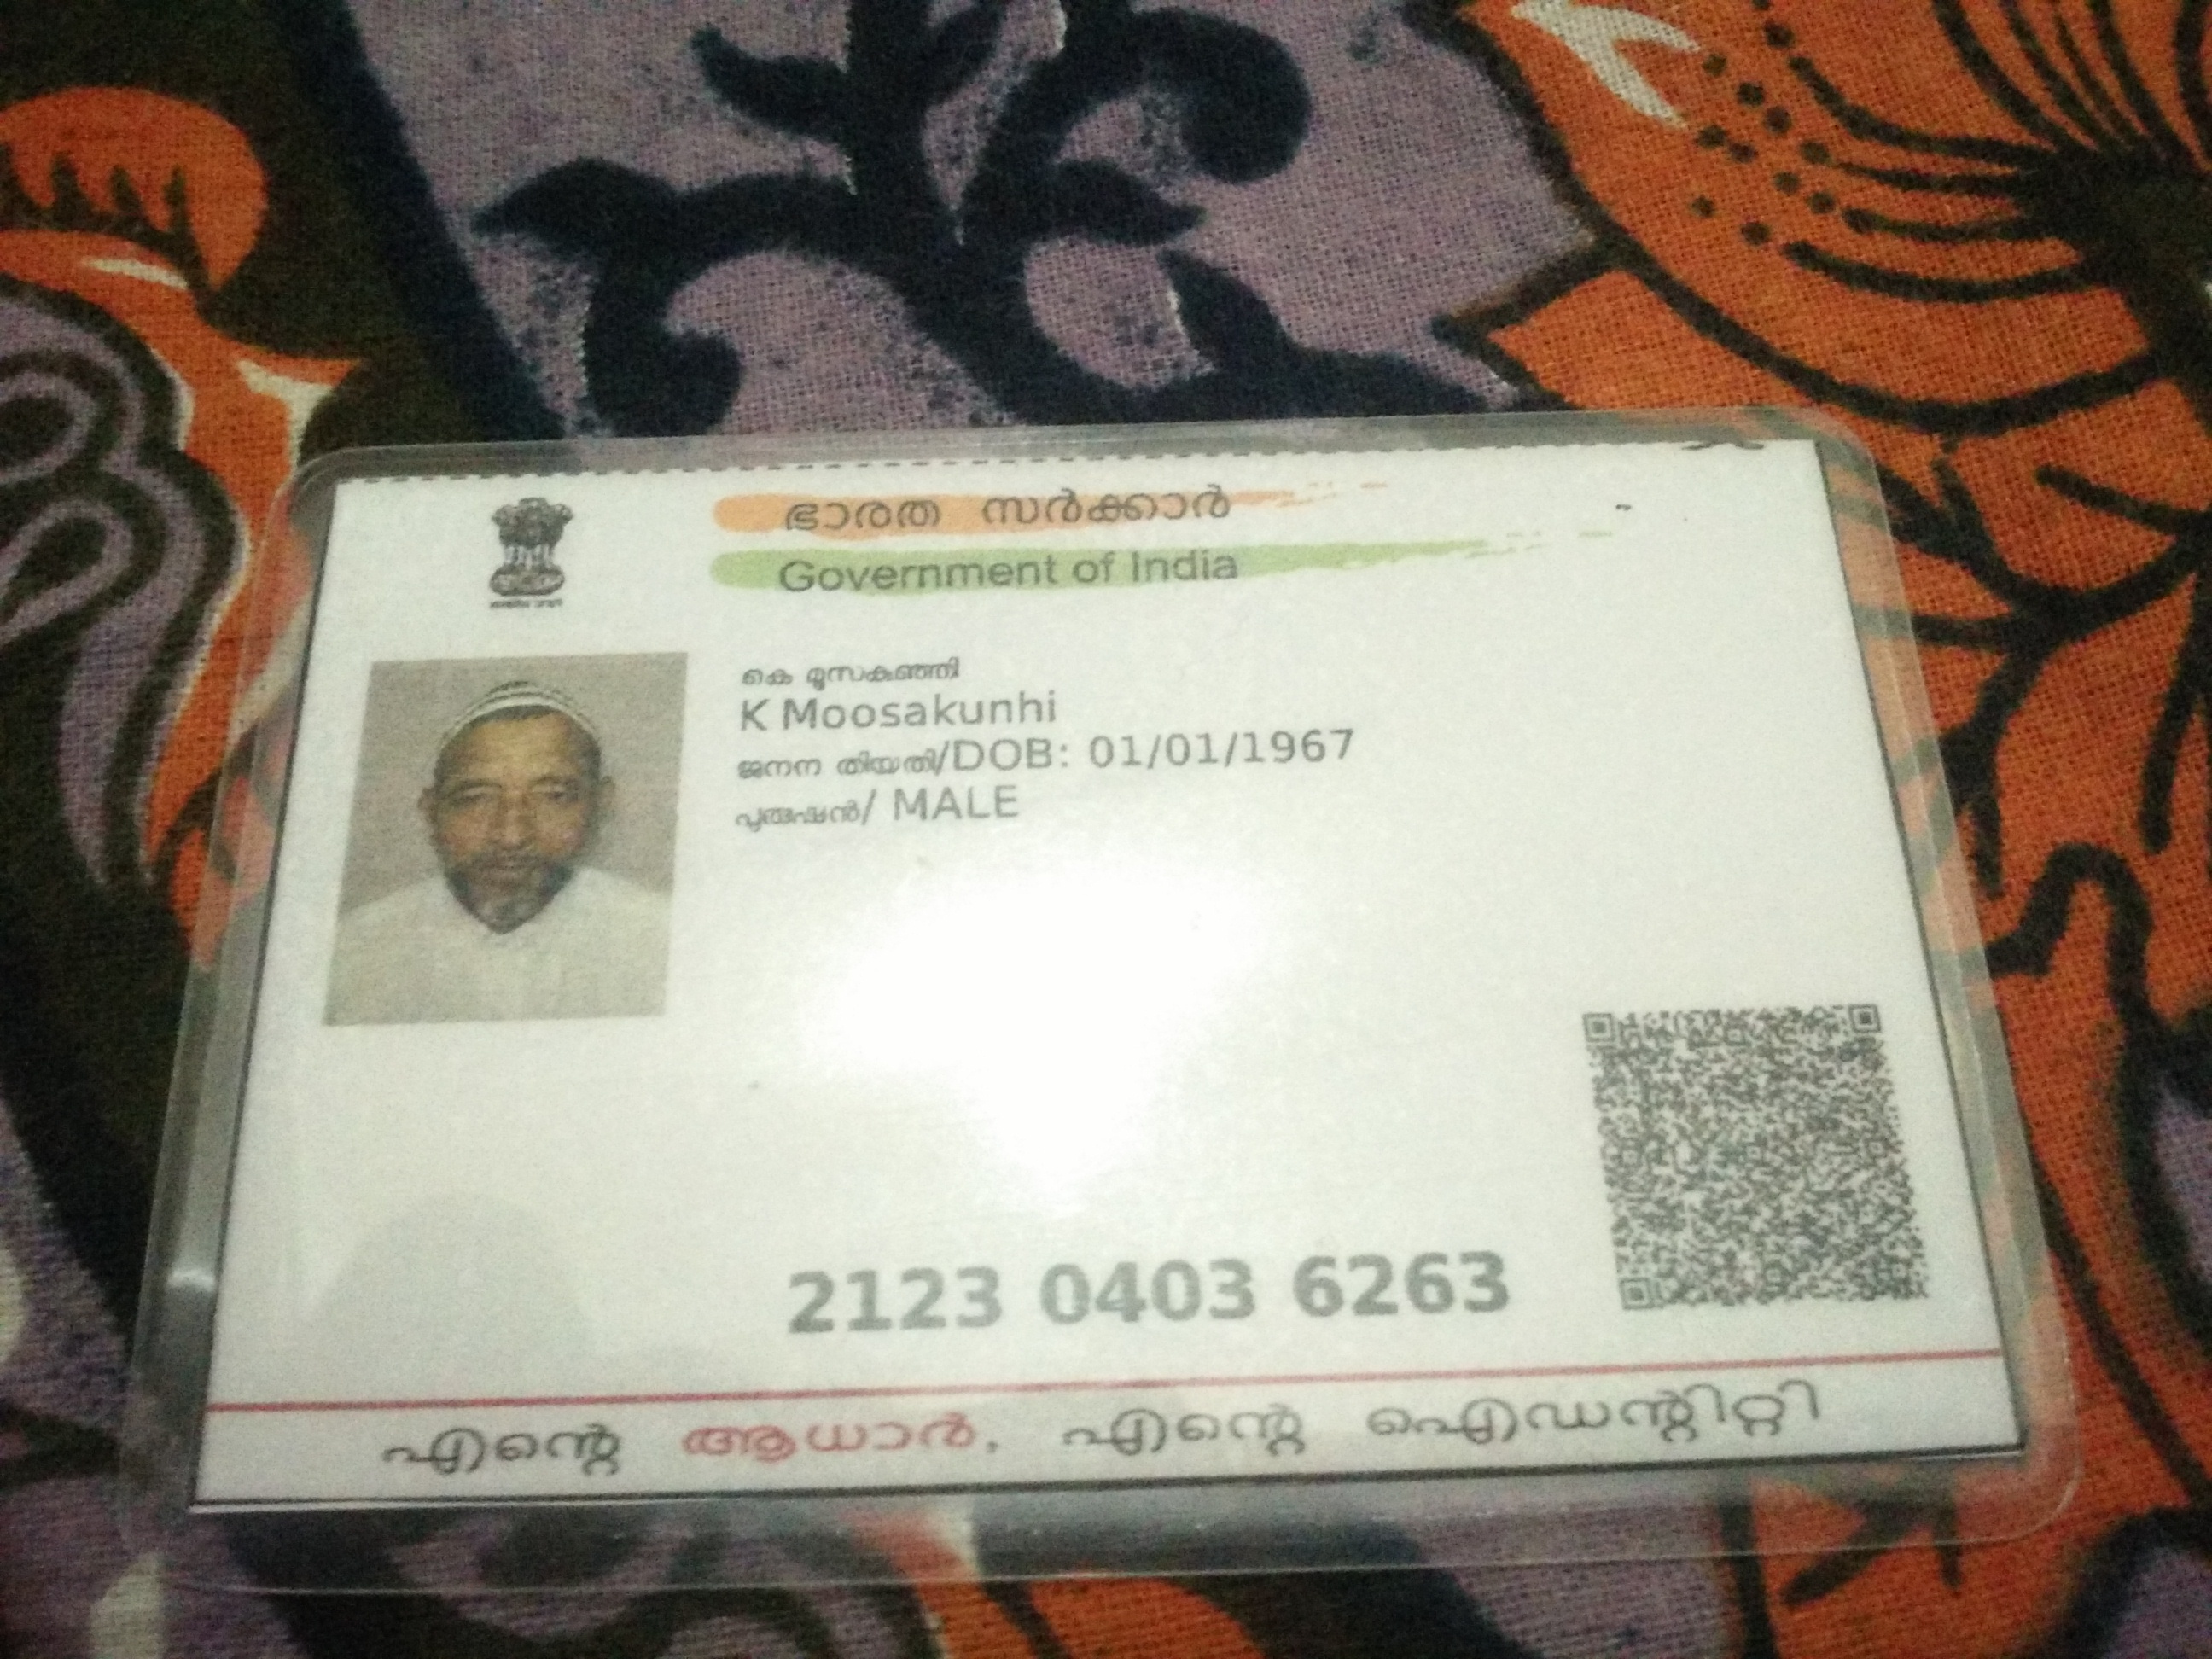 ഭാരത സർക്കാർ
Government of India
കെ മൂസകുഞ്ഞി
K Moosakunhi
ജനന തിയതി/DOB: 01/01/1967
പുരുഷൻ/ MALE
2123 0403 6263
എന്റെ ആധാർ, എന്റെ ഐഡന്റിറ്റി